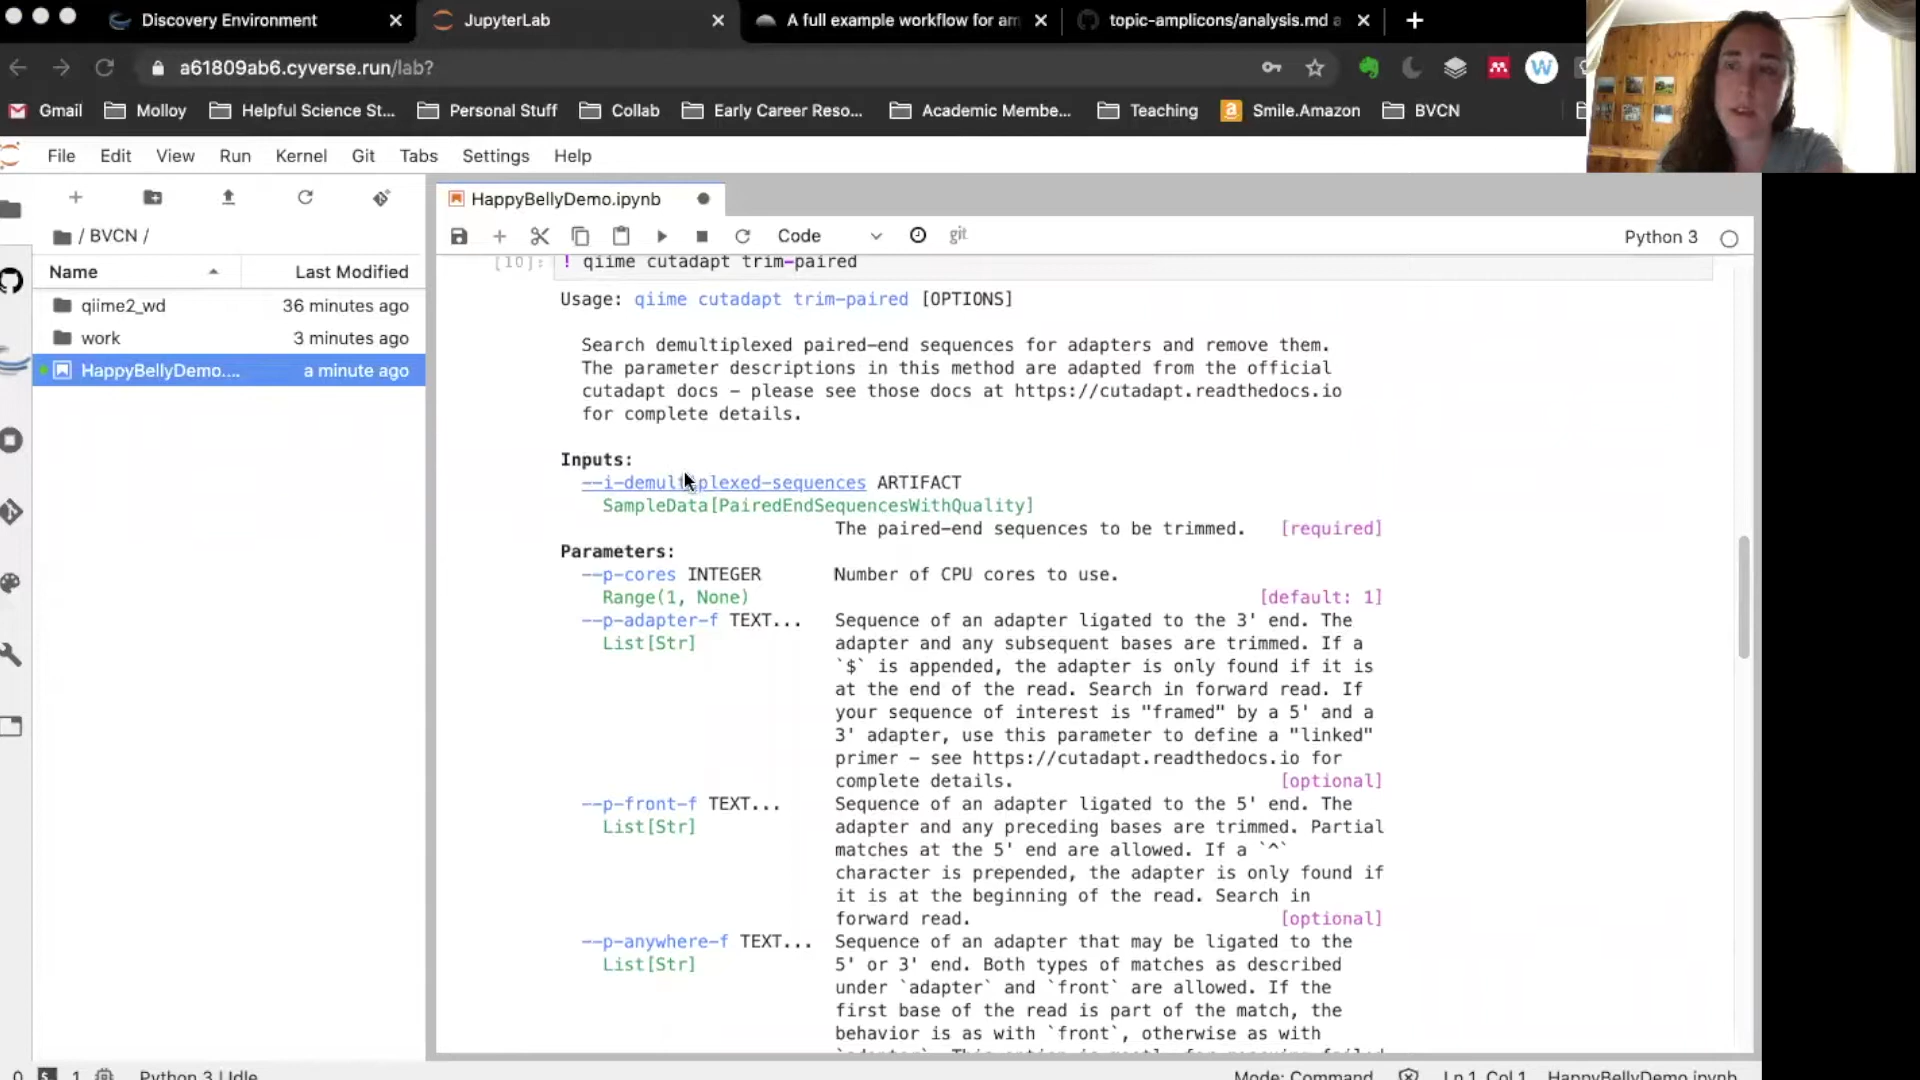 Discovery Environment
JupyterLab
A full example workflow for am
topic-amplicons/analysis.md a
a61809ab6.cyverse.run/lab?
W
Gmail Molloy Helpful Science St... Personal Stuff Collab Early Career Reso... Academic Membe... Teaching Smile.Amazon BVCN
File Edit View Run Kernel Git Tabs Settings Help
HappyBellyDemo.ipynb
/ BVCN /
Code
git
Python 3
Name Last Modified
qiime2_wd 36 minutes ago
work 3 minutes ago
HappyBellyDemo.... a minute ago
[10]: ! qiime cutadapt trim-paired
Usage: qiime cutadapt trim-paired [OPTIONS]
Search demultiplexed paired-end sequences for adapters and remove them.
The parameter descriptions in this method are adapted from the official
cutadapt docs - please see those docs at https://cutadapt.readthedocs.io
for complete details.
Inputs:
--i-demultiplexed-sequences ARTIFACT
SampleData[PairedEndSequencesWithQuality]
The paired-end sequences to be trimmed. [required]
Parameters:
--p-cores INTEGER Number of CPU cores to use.
Range(1, None) [default: 1]
--p-adapter-f TEXT... Sequence of an adapter ligated to the 3' end. The
List[Str] adapter and any subsequent bases are trimmed. If a
`$` is appended, the adapter is only found if it is
at the end of the read. Search in forward read. If
your sequence of interest is "framed" by a 5' and a
3' adapter, use this parameter to define a "linked"
primer - see https://cutadapt.readthedocs.io for
complete details. [optional]
--p-front-f TEXT... Sequence of an adapter ligated to the 5' end. The
List[Str] adapter and any preceding bases are trimmed. Partial
matches at the 5' end are allowed. If a `^`
character is prepended, the adapter is only found if
it is at the beginning of the read. Search in
forward read. [optional]
--p-anywhere-f TEXT... Sequence of an adapter that may be ligated to the
List[Str] 5' or 3' end. Both types of matches as described
under `adapter` and `front` are allowed. If the
first base of the read is part of the match, the
behavior is as with `front`, otherwise as with
0 1 Python 3 | Idle Mode: Command Ln 1, Col 1 HappyBellyDemo.ipynb